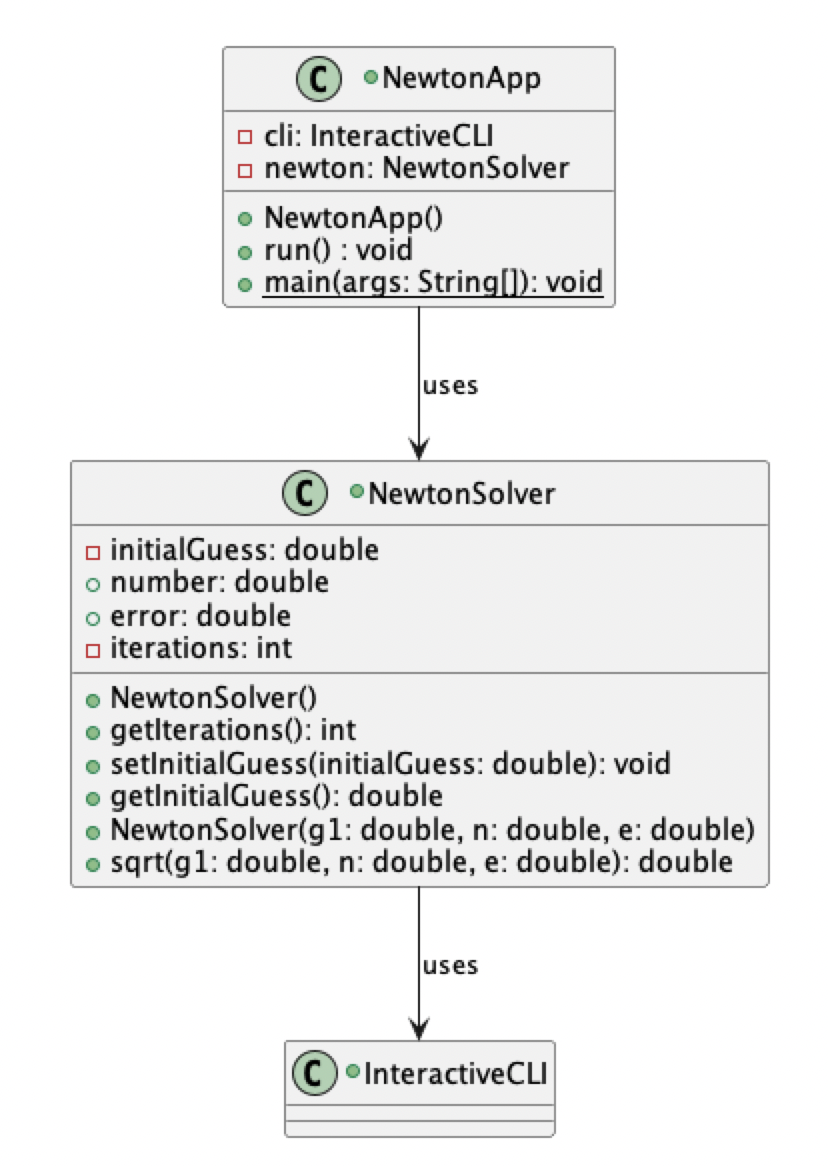 C NewtonApp
cli: InteractiveCLI
newton: NewtonSolver
NewtonApp()
run() : void
main(args: String[]): void
uses
C NewtonSolver
initialGuess: double
number: double
error: double
iterations: int
NewtonSolver()
getIterations(): int
setInitialGuess(initialGuess: double): void
getInitialGuess(): double
NewtonSolver(g1: double, n: double, e: double)
sqrt(g1: double, n: double, e: double): double
uses
C InteractiveCLI